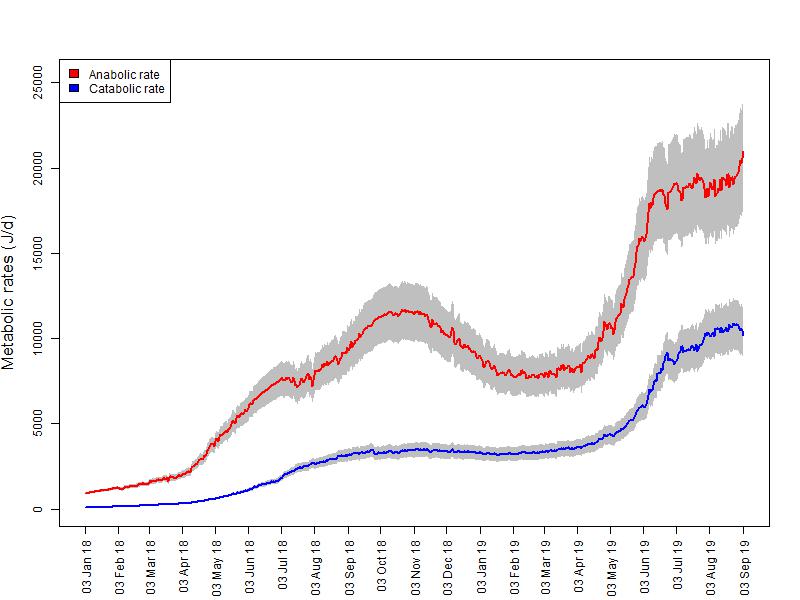 Anabolic rate
Catabolic rate
Metabolic rates (J/d)
25000
20000
15000
10000
5000
0
03 Jan 18
03 Feb 18
03 Mar 18
03 Apr 18
03 May 18
03 Jun 18
03 Jul 18
03 Aug 18
03 Sep 18
03 Oct 18
03 Nov 18
03 Dec 18
03 Jan 19
03 Feb 19
03 Mar 19
03 Apr 19
03 May 19
03 Jun 19
03 Jul 19
03 Aug 19
03 Sep 19